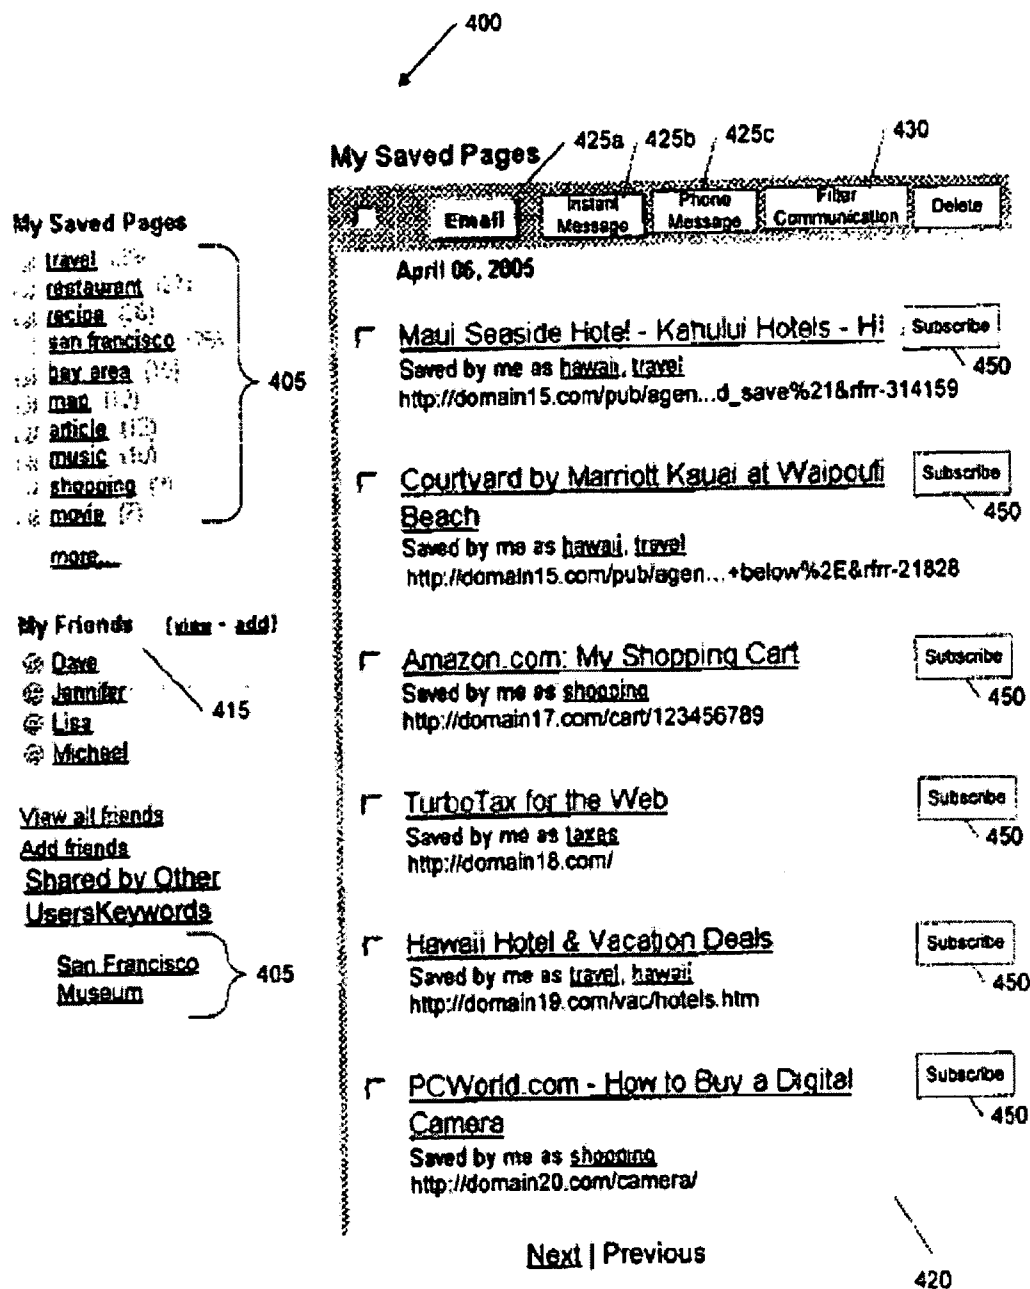 400
My Saved Pages
425a
425b
425c
430
Email
Instant Message
Phone Message
Filter Communication
Delete
My Saved Pages
travel
restaurant
recipe
san francisco
bay area
map
article
music
shopping
movie
more...
405
My Friends (view - add)
Dave
Jennifer
Lisa
Michael
415
View all friends
Add friends
Shared by Other
UsersKeywords
San Francisco
Museum
405
April 06, 2005
Maui Seaside Hotel - Kahului Hotels - Hi
Subscribe
450
Saved by me as hawaii, travel
http://domain15.com/pub/agen...d_save%21&rfrr-314159
Courtyard by Marriott Kauai at Waipouli
Beach
Subscribe
450
Saved by me as hawaii, travel
http://domain15.com/pub/agen...+below%2E&rfrr-21828
Amazon.com: My Shopping Cart
Subscribe
450
Saved by me as shopping
http://domain17.com/cart/123456789
TurboTax for the Web
Subscribe
450
Saved by me as taxes
http://domain18.com/
Hawaii Hotel & Vacation Deals
Subscribe
450
Saved by me as travel, hawaii
http://domain19.com/vac/hotels.htm
PCWorld.com - How to Buy a Digital
Camera
Subscribe
450
Saved by me as shopping
http://domain20.com/camera/
Next | Previous
420